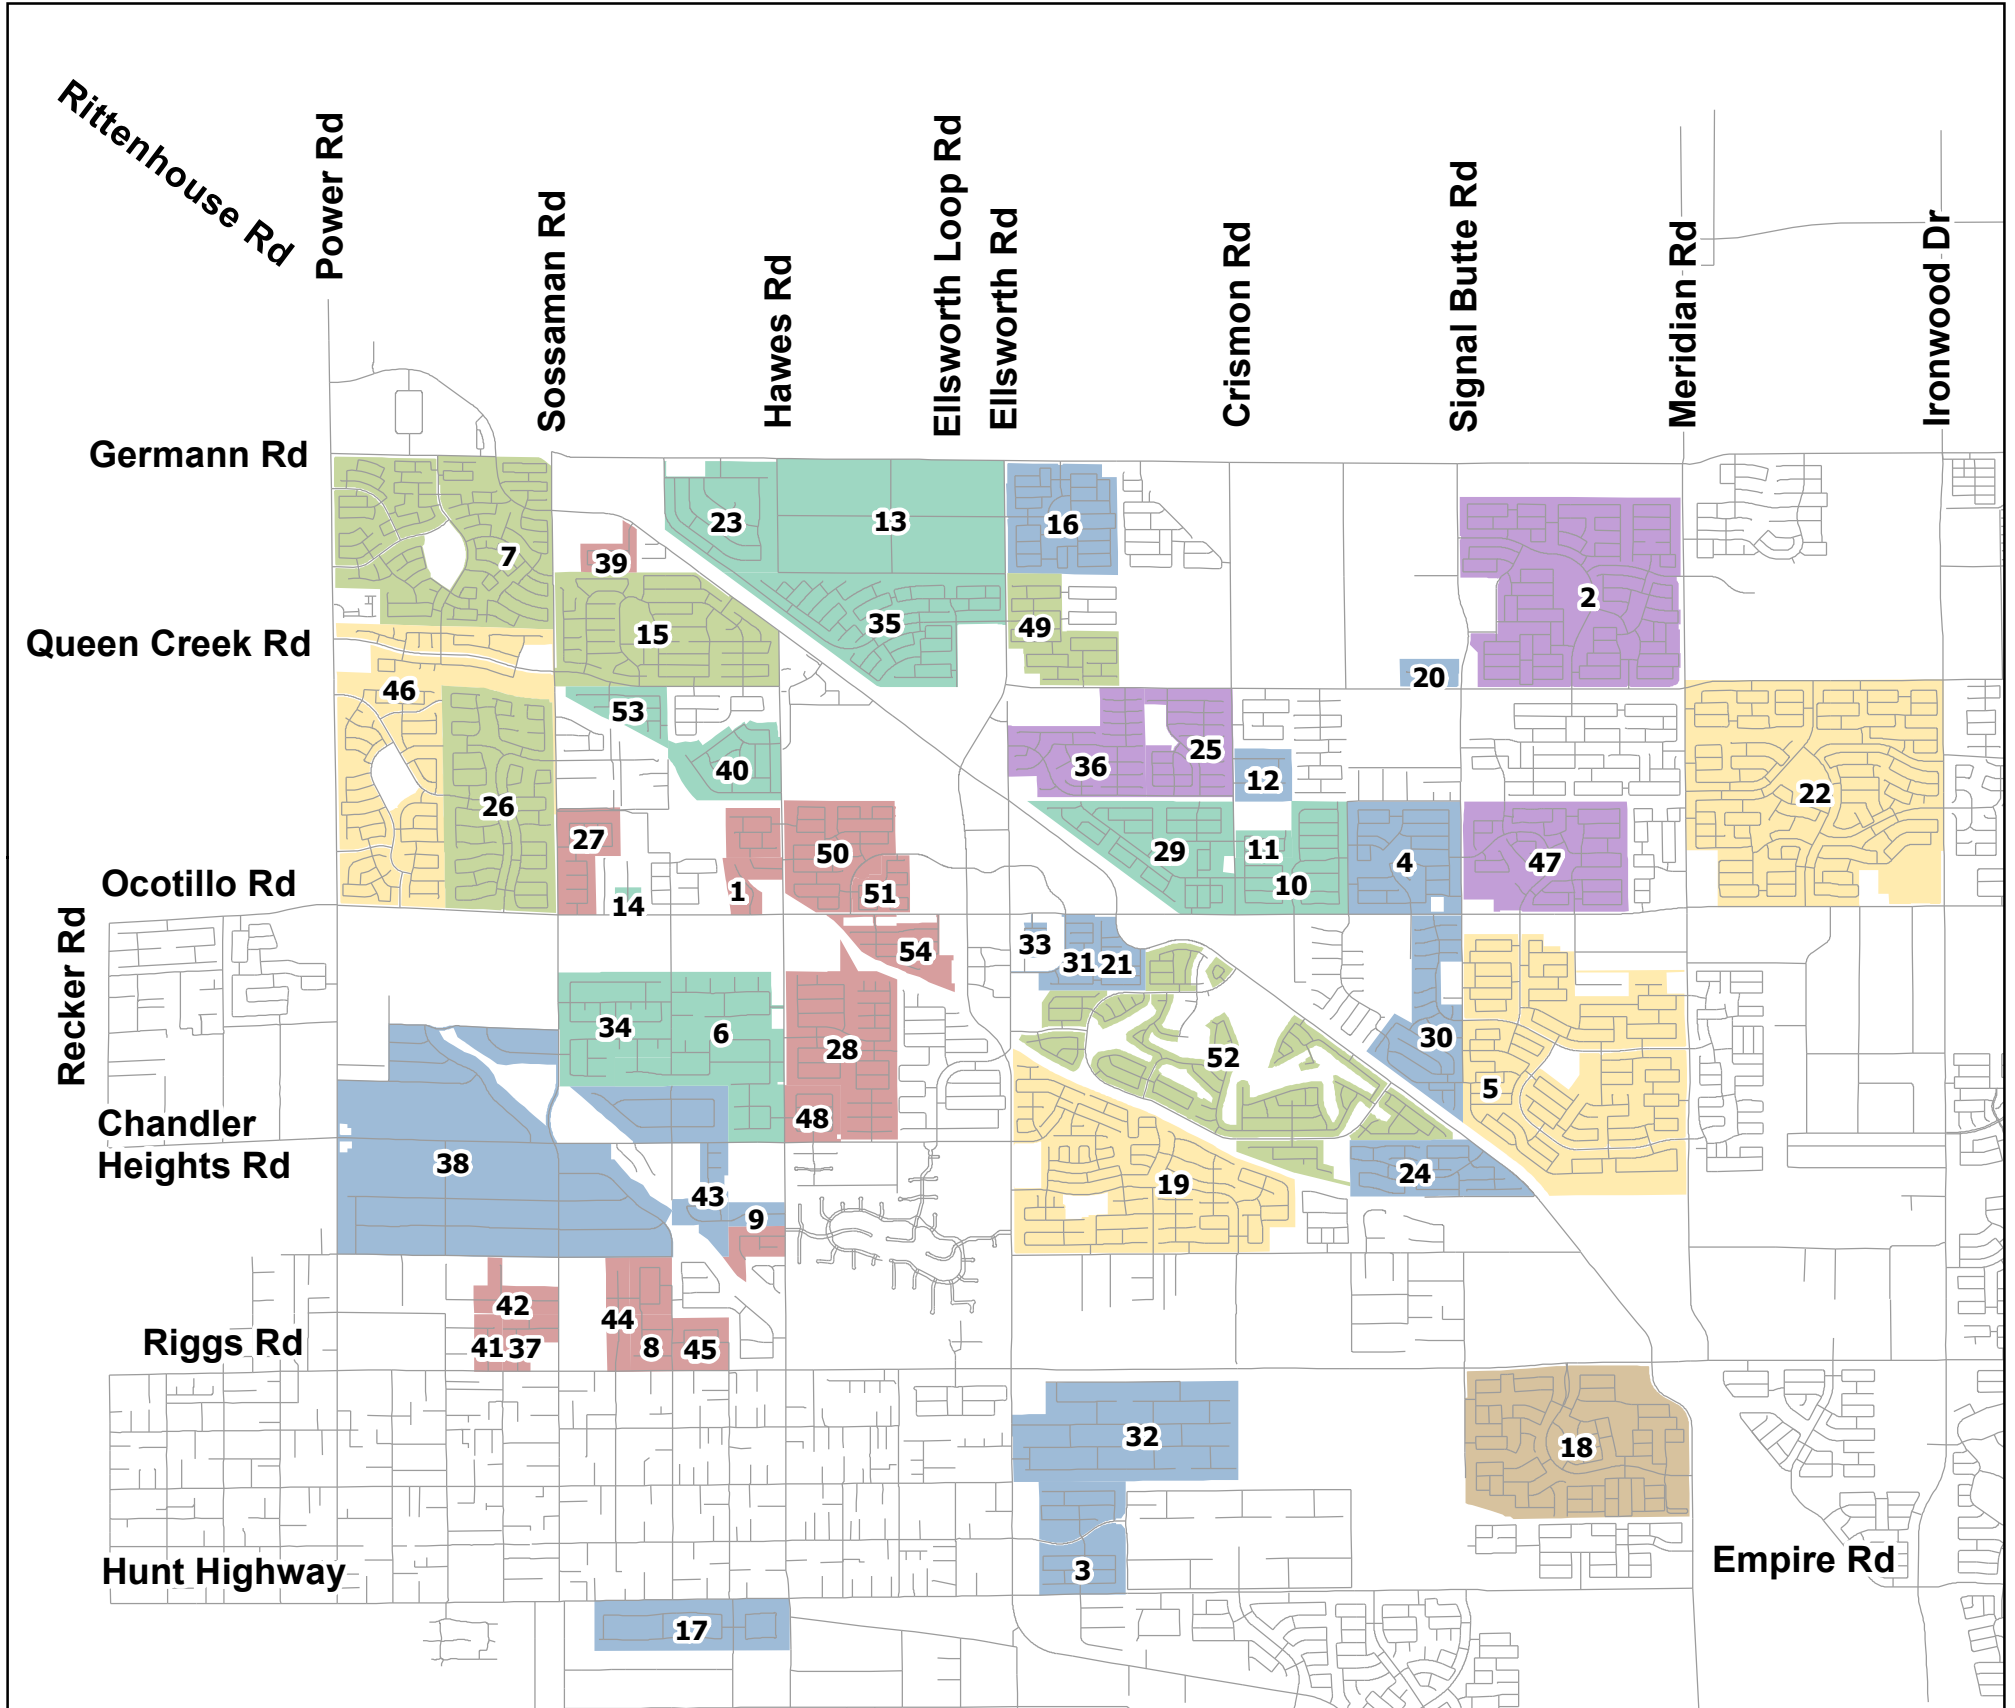 Rittenhouse Rd
Power Rd
Sossaman Rd
Hawes Rd
Ellsworth Loop Rd
Ellsworth Rd
Crismon Rd
Signal Butte Rd
Meridian Rd
Ironwood Dr
Germann Rd
23
13
16
7
39
2
Queen Creek Rd
15
35
49
20
46
53
40
36
25
12
26
22
27
50
29
11
4
47
Ocotillo Rd
14
1
51
10
Recker Rd
54
33
31
21
34
6
28
52
30
5
Chandler
Heights Rd
48
38
43
9
19
24
42
44
Riggs Rd
41
37
8
45
32
18
Hunt Highway
3
Empire Rd
17